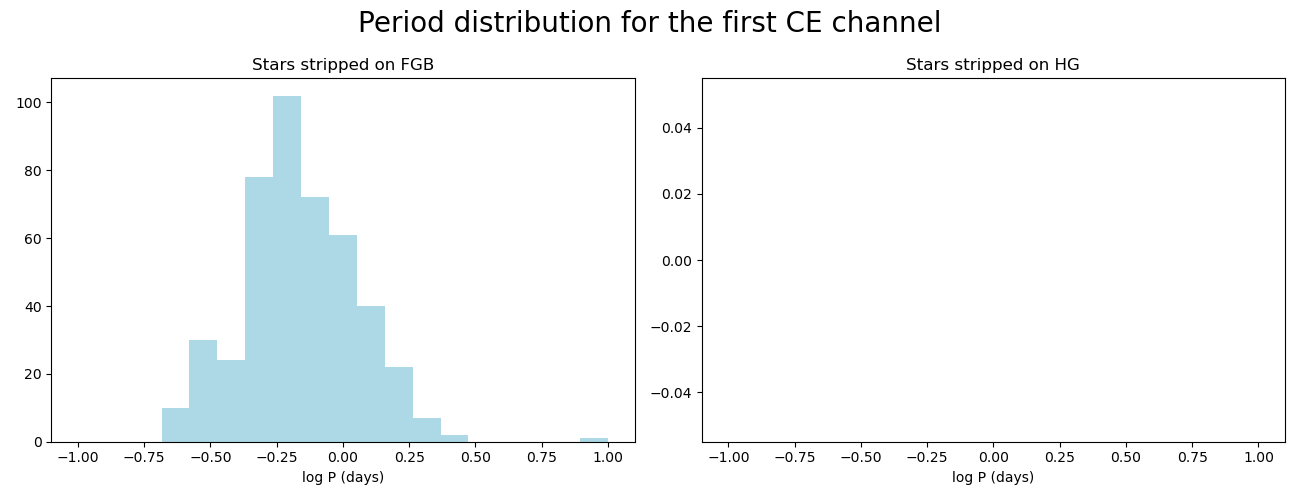 Period distribution for the first CE channel
Stars stripped on FGB
100
80
60
40
20
0
−1.00 −0.75 −0.50 −0.25 0.00 0.25 0.50 0.75 1.00
log P (days)
Stars stripped on HG
0.04
0.02
0.00
−0.02
−0.04
−1.00 −0.75 −0.50 −0.25 0.00 0.25 0.50 0.75 1.00
log P (days)